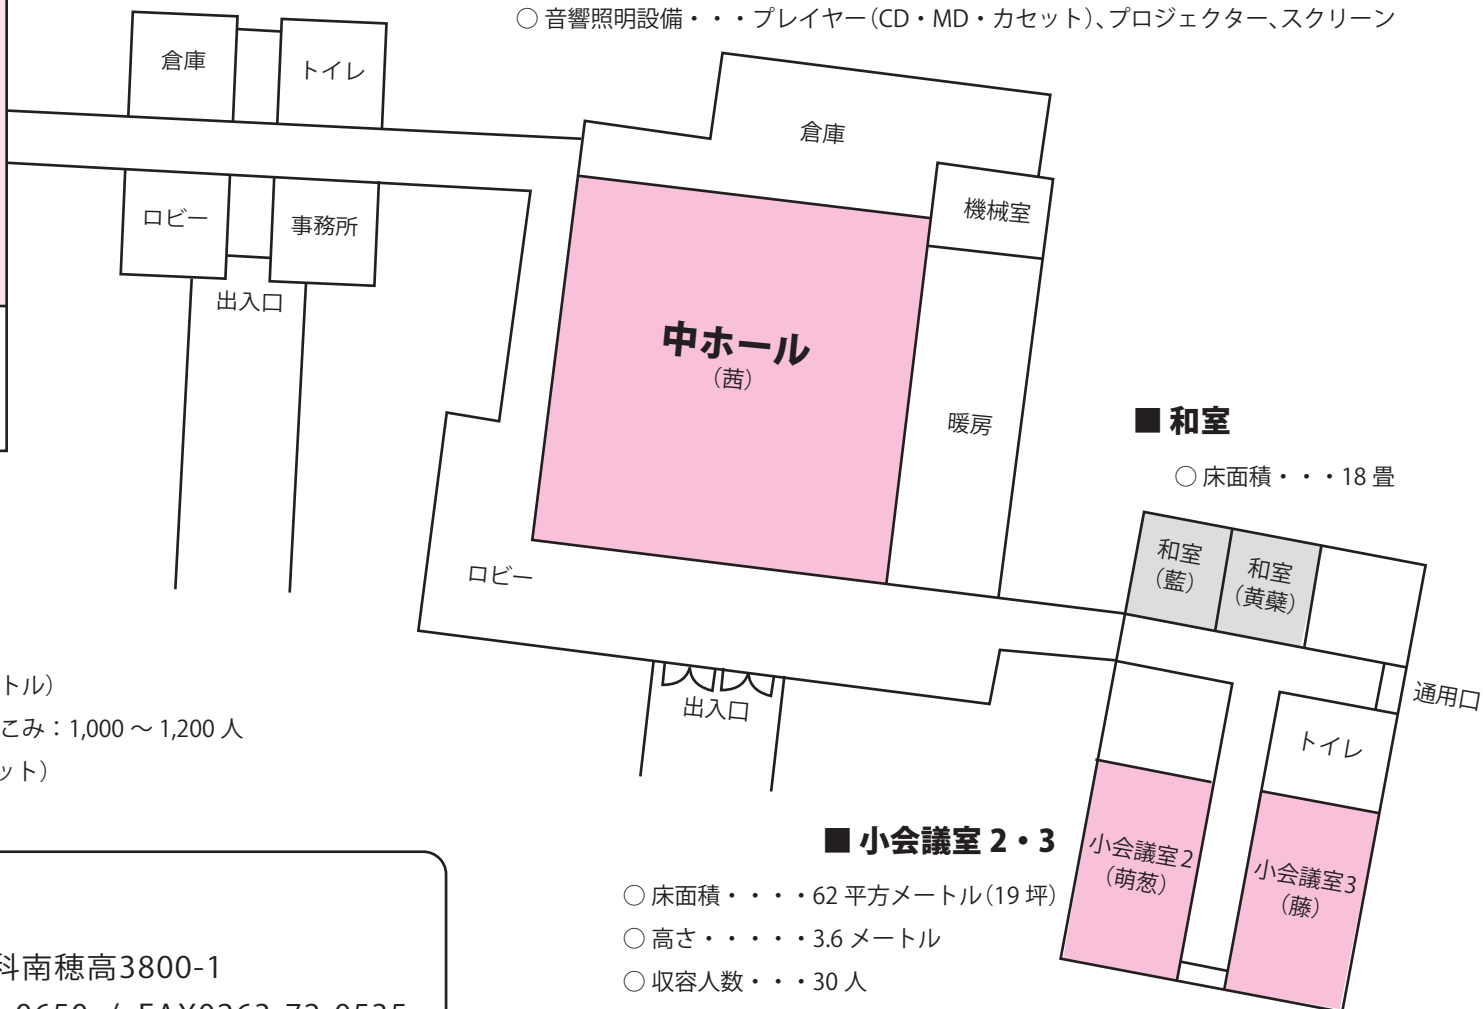 ○ 音響照明設備・・・プレイヤー（CD・MD・カセット）、プロジェクター、スクリーン
倉庫
トイレ
倉庫
機械室
ロビー
事務所
出入口
中ホール
（茜）
暖房
■ 和室
○ 床面積・・・18 畳
和室
（藍）
和室
（黄蘗）
ロビー
出入口
通用口
トイレ
トル）
こみ：1,000 〜 1,200 人
ット）
■ 小会議室 2・3
○ 床面積・・・・62 平方メートル（19 坪）
○ 高さ・・・・・3.6 メートル
○ 収容人数・・・30 人
小会議室2
（萌葱）
小会議室3
（藤）
科南穂高3800-1